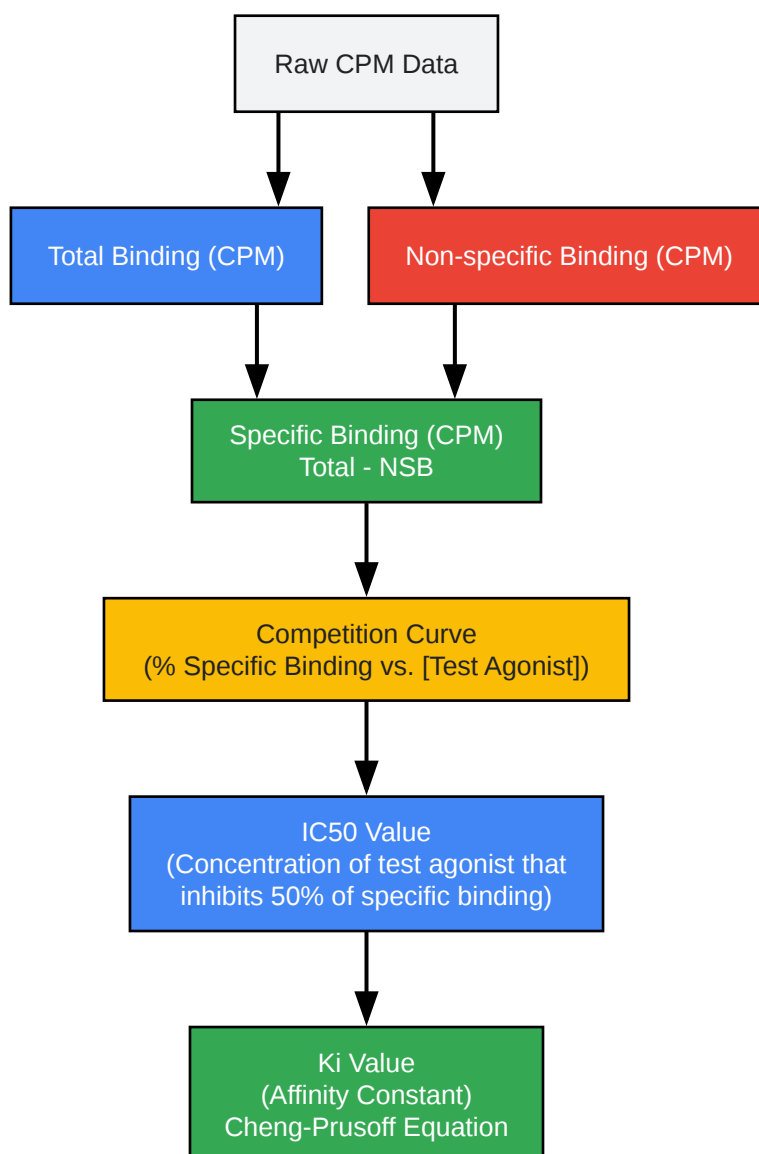 Raw CPM Data
Total Binding (CPM)
Non-specific Binding (CPM)
Specific Binding (CPM)
Total - NSB
Competition Curve
(% Specific Binding vs. [Test Agonist])
IC50 Value
(Concentration of test agonist that
inhibits 50% of specific binding)
Ki Value
(Affinity Constant)
Cheng-Prusoff Equation